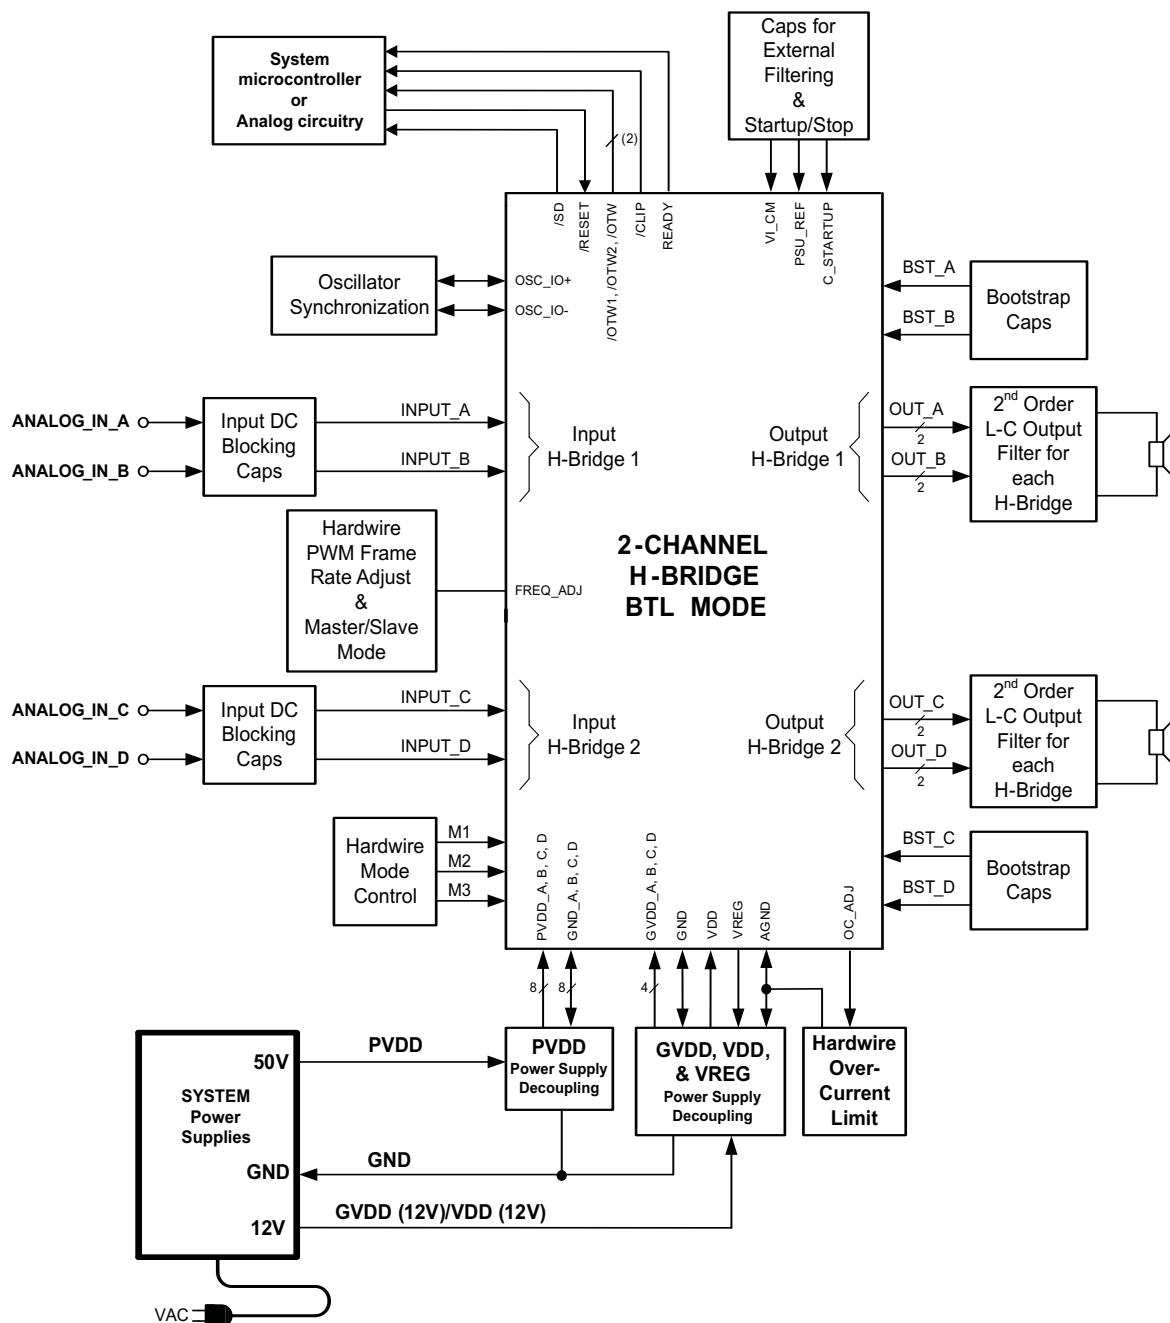 System
microcontroller
or
Analog circuitry
Caps for
External
Filtering
&
Startup/Stop
(2)
/SD
/RESET
/OTW1, /OTW2, /OTW
/CLIP
READY
VI_CM
PSU_REF
C_STARTUP
Oscillator
Synchronization
OSC_IO+
OSC_IO-
BST_A
BST_B
Bootstrap
Caps
ANALOG_IN_A
ANALOG_IN_B
Input DC
Blocking
Caps
INPUT_A
INPUT_B
Input
H-Bridge 1
Output
H-Bridge 1
OUT_A
2
OUT_B
2
2nd Order
L-C Output
Filter for
each
H-Bridge
Hardwire
PWM Frame
Rate Adjust
&
Master/Slave
Mode
FREQ_ADJ
2-CHANNEL
H-BRIDGE
BTL MODE
ANALOG_IN_C
ANALOG_IN_D
Input DC
Blocking
Caps
INPUT_C
INPUT_D
Input
H-Bridge 2
Output
H-Bridge 2
OUT_C
2
OUT_D
2
2nd Order
L-C Output
Filter for
each
H-Bridge
Hardwire
Mode
Control
M1
M2
M3
PVDD_A, B, C, D
GND_A, B, C, D
GVDD_A, B, C, D
GND
VDD
VREG
AGND
OC_ADJ
BST_C
BST_D
Bootstrap
Caps
8
8
4
50V
PVDD
PVDD
Power Supply
Decoupling
GVDD, VDD,
& VREG
Power Supply
Decoupling
Hardwire
Over-
Current
Limit
SYSTEM
Power
Supplies
GND
GND
12V
GVDD (12V)/VDD (12V)
VAC